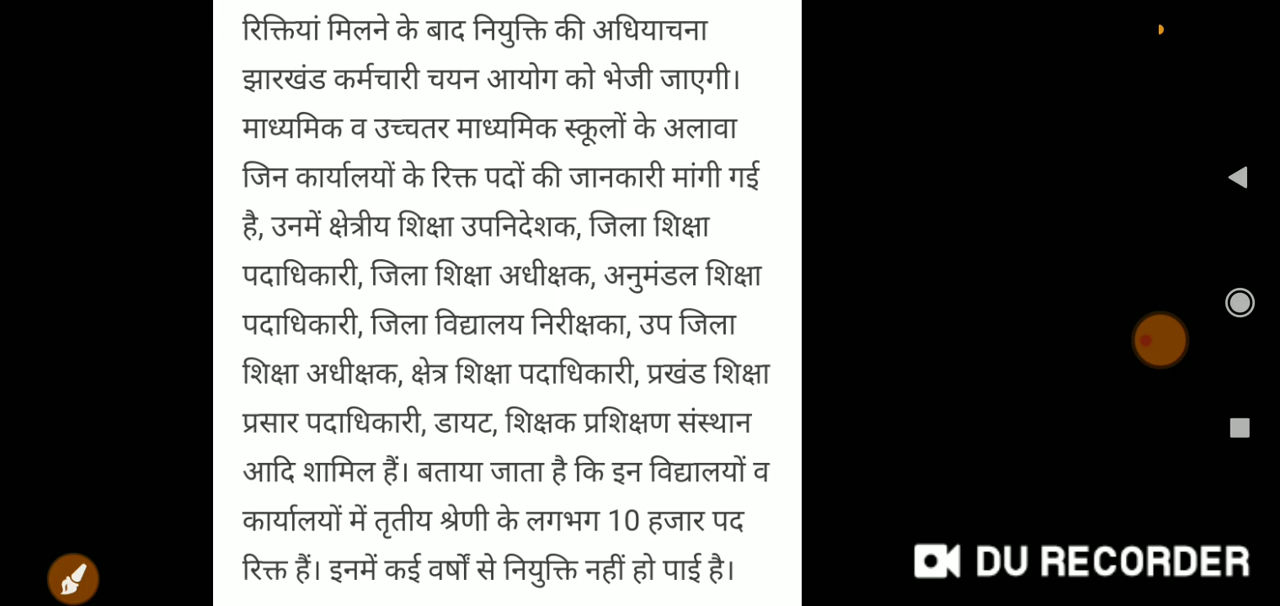 रिक्तियां मिलने के बाद नियुक्ति की अधियाचना
झारखंड कर्मचारी चयन आयोग को भेजी जाएगी।
माध्यमिक व उच्चतर माध्यमिक स्कूलों के अलावा
जिन कार्यालयों के रिक्त पदों की जानकारी मांगी गई
है, उनमें क्षेत्रीय शिक्षा उपनिदेशक, जिला शिक्षा
पदाधिकारी, जिला शिक्षा अधीक्षक, अनुमंडल शिक्षा
पदाधिकारी, जिला विद्यालय निरीक्षका, उप जिला
शिक्षा अधीक्षक, क्षेत्र शिक्षा पदाधिकारी, प्रखंड शिक्षा
प्रसार पदाधिकारी, डायट, शिक्षक प्रशिक्षण संस्थान
आदि शामिल हैं। बताया जाता है कि इन विद्यालयों व
कार्यालयों में तृतीय श्रेणी के लगभग 10 हजार पद
रिक्त हैं। इनमें कई वर्षों से नियुक्ति नहीं हो पाई है।
DU RECORDER